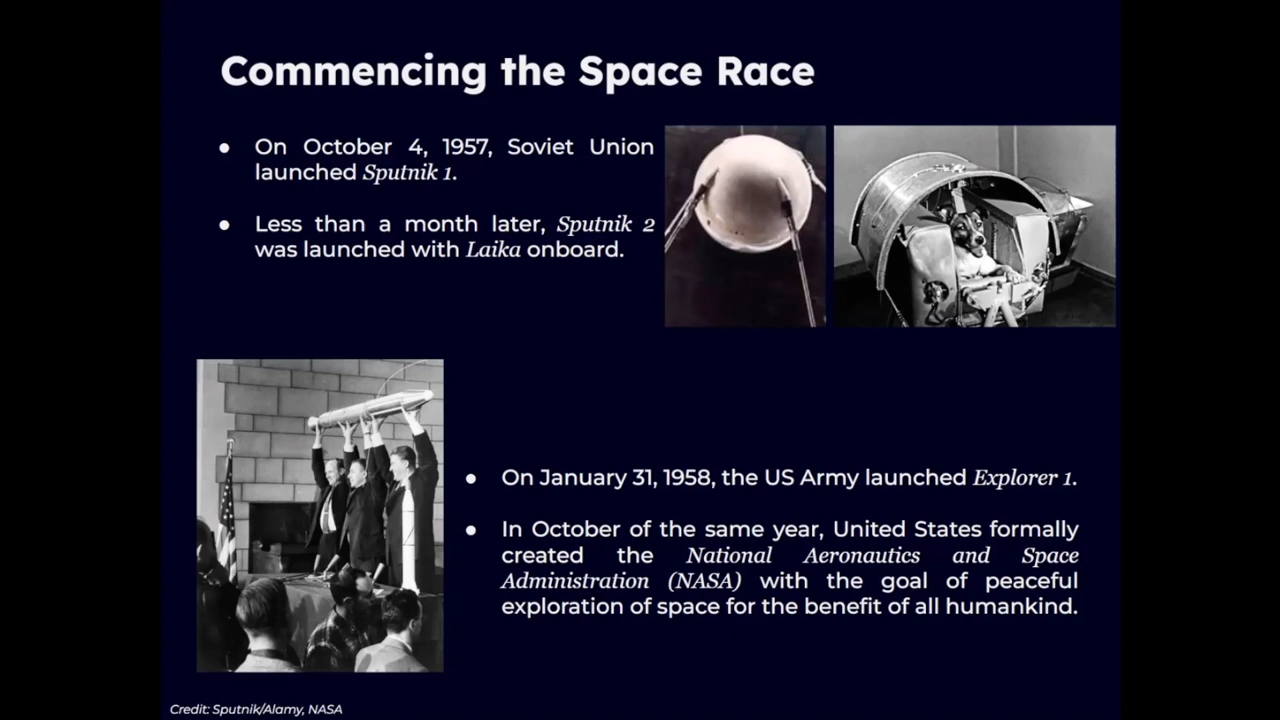 Commencing the Space Race
● On October 4, 1957, Soviet Union
launched Sputnik 1.
● Less than a month later, Sputnik 2
was launched with Laika onboard.
● On January 31, 1958, the US Army launched Explorer 1.
● In October of the same year, United States formally
created the National Aeronautics and Space
Administration (NASA) with the goal of peaceful
exploration of space for the benefit of all humankind.
Credit: Sputnik/Alamy, NASA